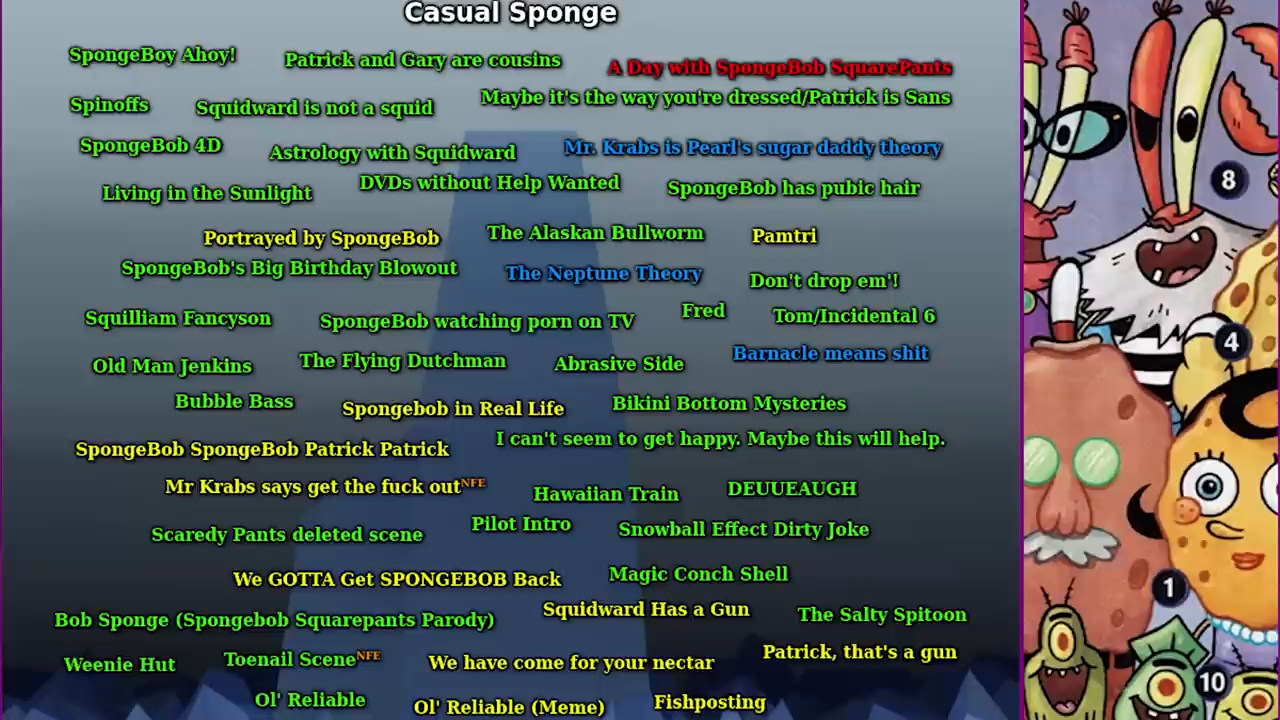 Casual Sponge
SpongeBoy Ahoy! Patrick and Gary are cousins A Day with SpongeBob SquarePants
Spinoffs Squidward is not a squid Maybe it's the way you're dressed/Patrick is Sans
SpongeBob 4D Astrology with Squidward Mr. Krabs is Pearl's sugar daddy theory
Living in the Sunlight DVDs without Help Wanted SpongeBob has pubic hair
8
Portrayed by SpongeBob The Alaskan Bullworm Pamtri
SpongeBob's Big Birthday Blowout The Neptune Theory Don't drop em'!
Squilliam Fancyson SpongeBob watching porn on TV Fred Tom/Incidental 6
4
Old Man Jenkins The Flying Dutchman Abrasive Side Barnacle means shit
Bubble Bass Spongebob in Real Life Bikini Bottom Mysteries
SpongeBob SpongeBob Patrick Patrick I can't seem to get happy. Maybe this will help.
Mr Krabs says get the fuck outNFE Hawaiian Train DEUUEAUGH
Scaredy Pants deleted scene Pilot Intro Snowball Effect Dirty Joke
We GOTTA Get SPONGEBOB Back Magic Conch Shell
1
Bob Sponge (Spongebob Squarepants Parody) Squidward Has a Gun The Salty Spitoon
Weenie Hut Toenail SceneNFE We have come for your nectar Patrick, that's a gun
10
Ol' Reliable Ol' Reliable (Meme) Fishposting